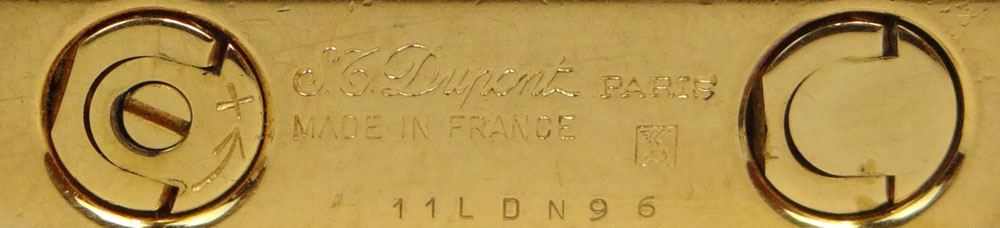 S.T. Dupont PARIS
MADE IN FRANCE
11LDN96
+